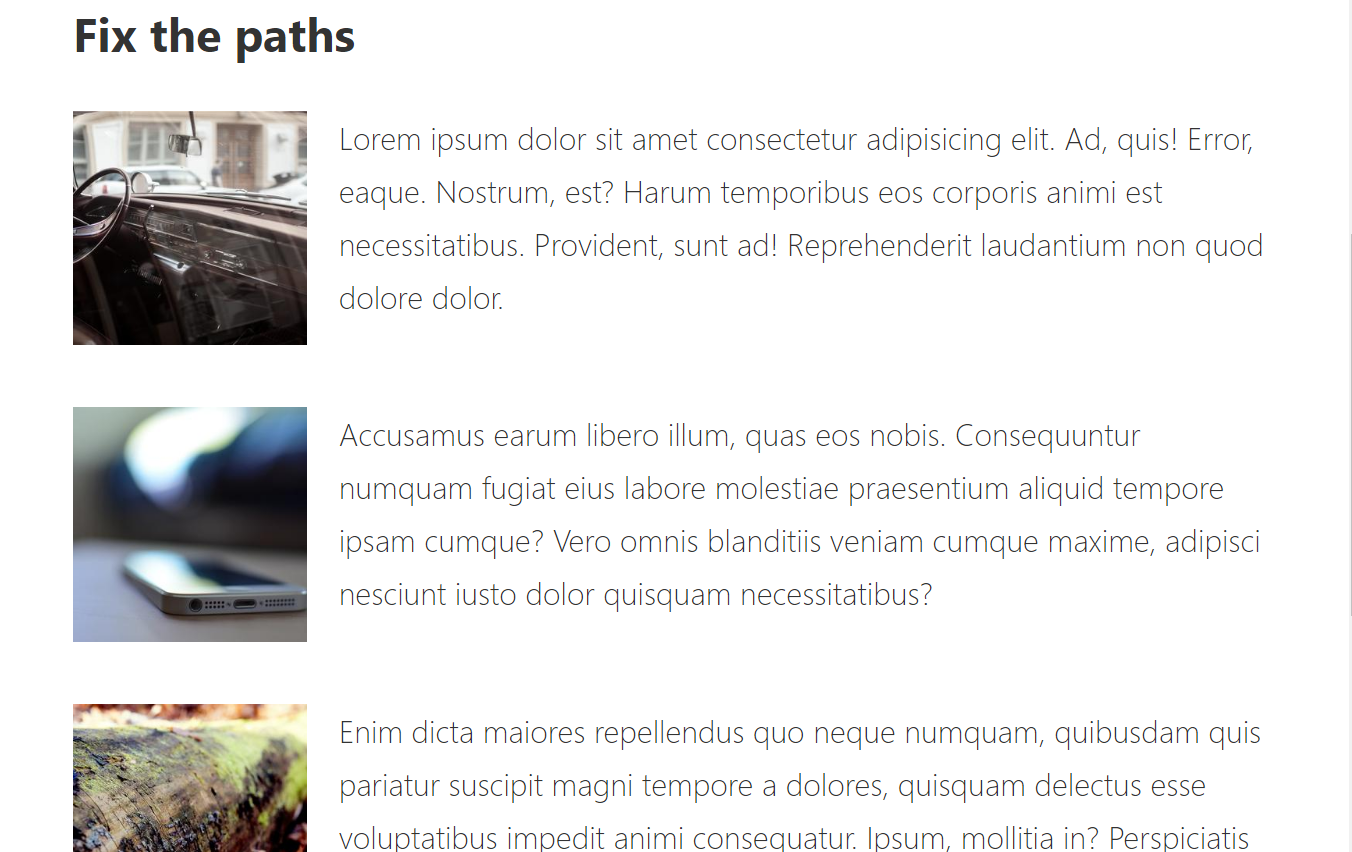 Fix the paths
Lorem ipsum dolor sit amet consectetur adipisicing elit. Ad, quis! Error,
eaque. Nostrum, est? Harum temporibus eos corporis animi est
necessitatibus. Provident, sunt ad! Reprehenderit laudantium non quod
dolore dolor.
Accusamus earum libero illum, quas eos nobis. Consequuntur
numquam fugiat eius labore molestiae praesentium aliquid tempore
ipsam cumque? Vero omnis blanditiis veniam cumque maxime, adipisci
nesciunt iusto dolor quisquam necessitatibus?
Enim dicta maiores repellendus quo neque numquam, quibusdam quis
pariatur suscipit magni tempore a dolores, quisquam delectus esse
voluptatibus impedit animi consequatur. Ipsum, mollitia in? Perspiciatis